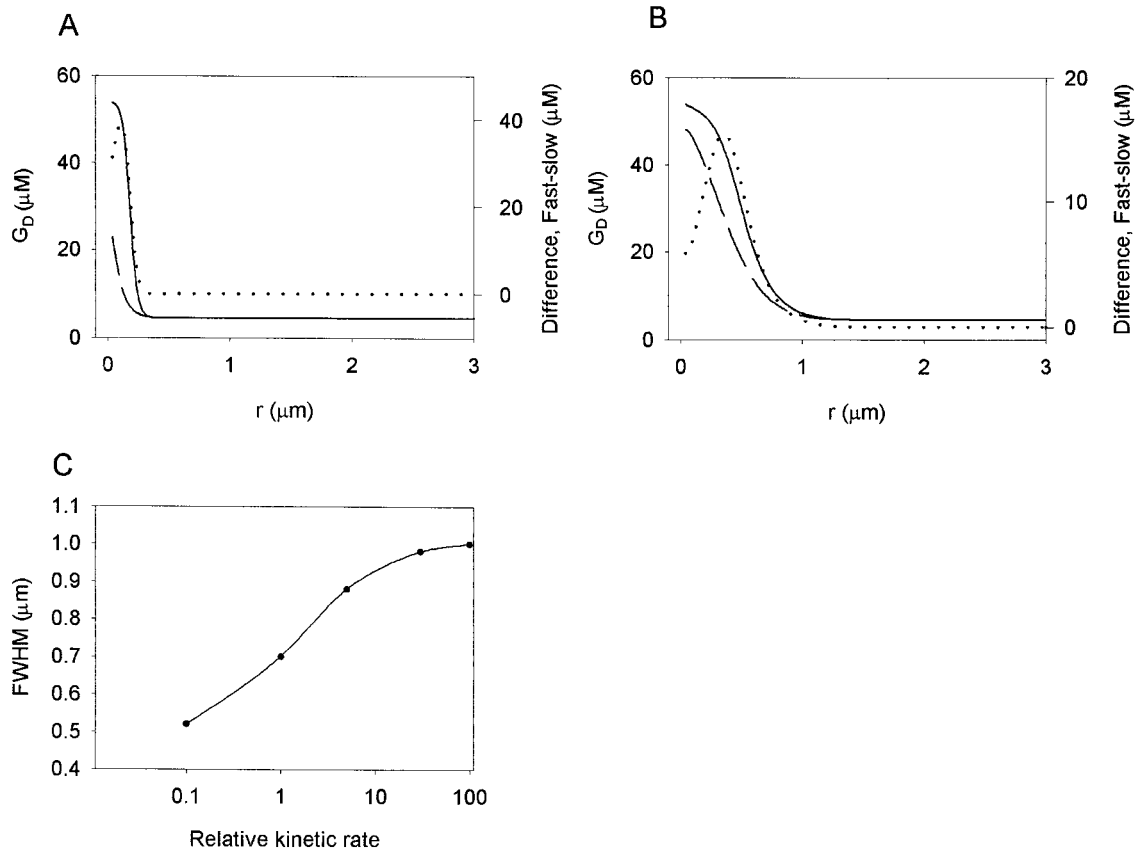 A
60
40
20
0
G_D (μM)
40
20
0
Difference, Fast-slow (μM)
0 1 2 3
r (μm)
B
60
40
20
0
G_D (μM)
20
10
0
Difference, Fast-slow (μM)
0 1 2 3
r (μm)
C
1.1
1.0
0.9
0.8
0.7
0.6
0.5
0.4
FWHM (μm)
0.1 1 10 100
Relative kinetic rate